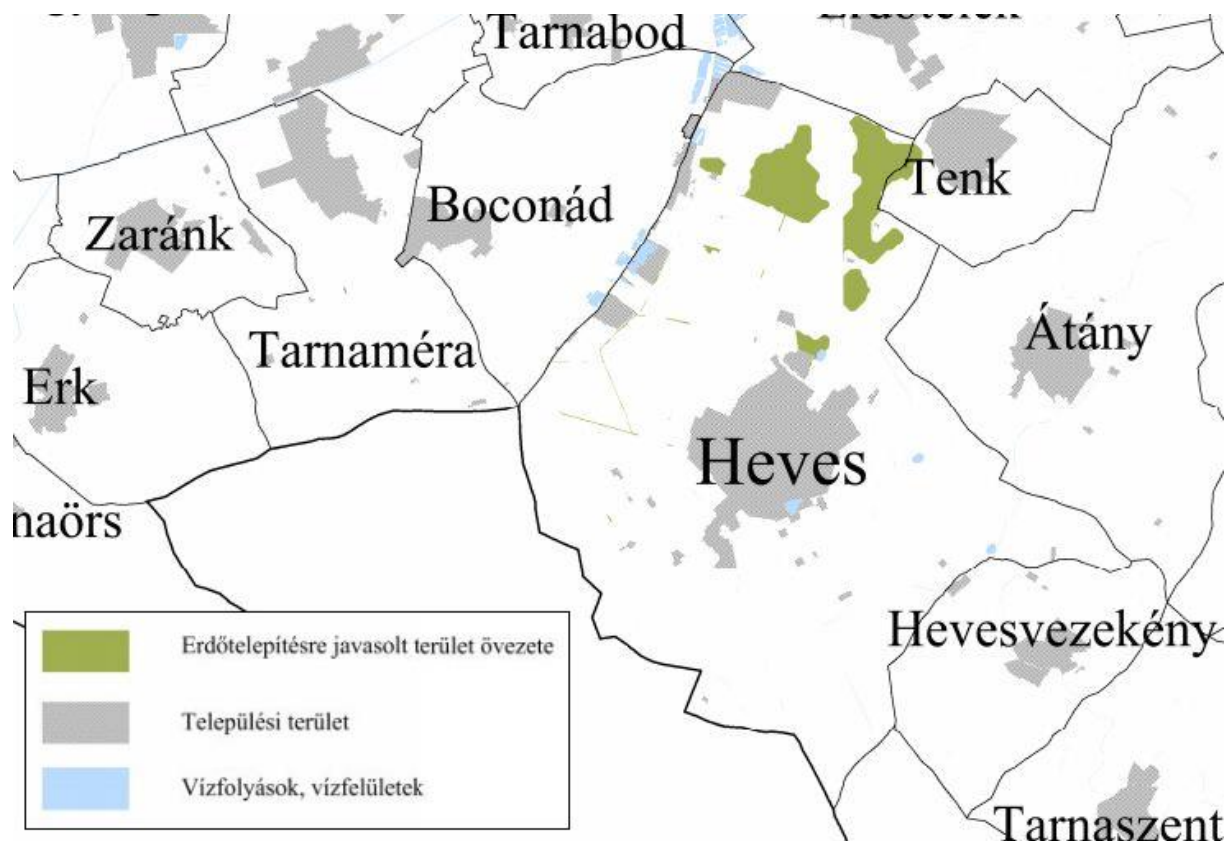 Tarnabod
Erdőtelek
Boconád
Tenk
Zaránk
Tarnaméra
Átány
Erk
Heves
naörs
Hevesvezekény
Tarnaszent
Erdőtelepítésre javasolt terület övezete
Települési terület
Vízfolyások, vízfelületek